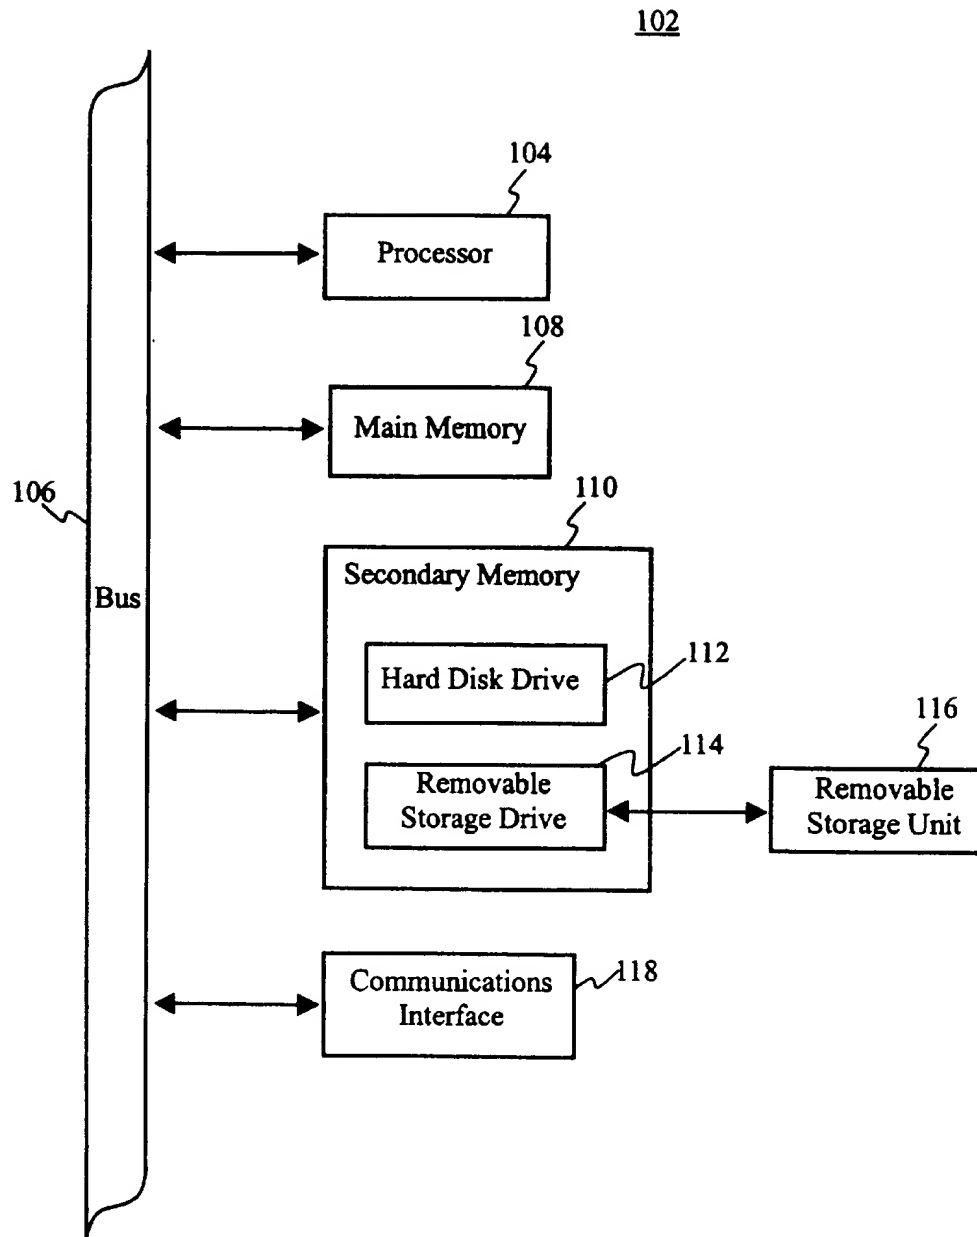 102
104
Processor
108
Main Memory
106
110
Secondary Memory
Bus
112
Hard Disk Drive
114
116
Removable
Storage Drive
Removable
Storage Unit
118
Communications
Interface